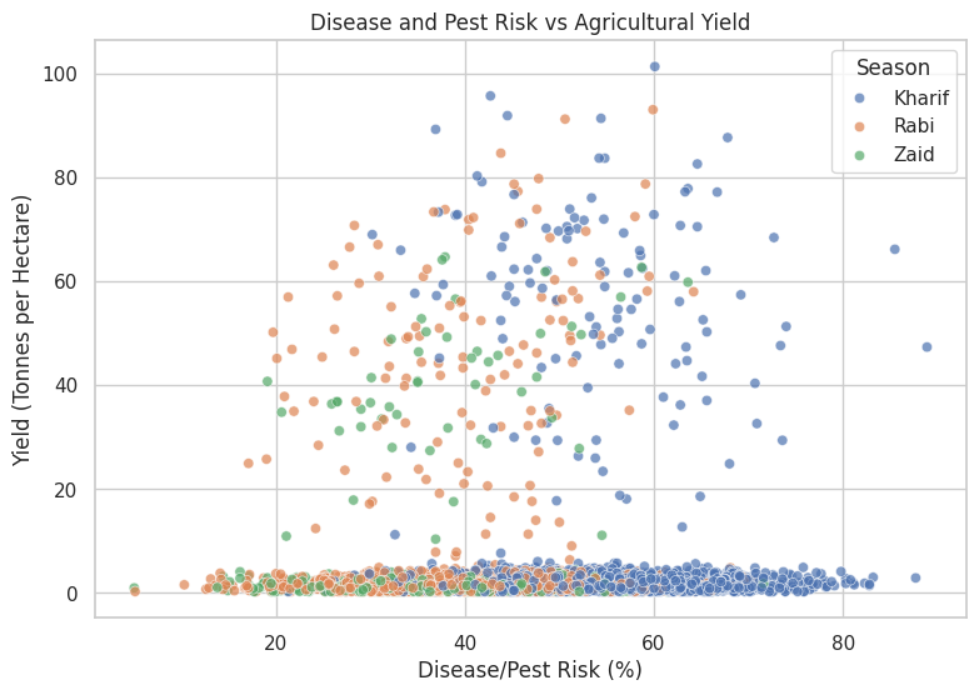 Disease and Pest Risk vs Agricultural Yield
Season
Kharif
Rabi
Zaid
Yield (Tonnes per Hectare)
100
80
60
40
20
0
20 40 60 80
Disease/Pest Risk (%)